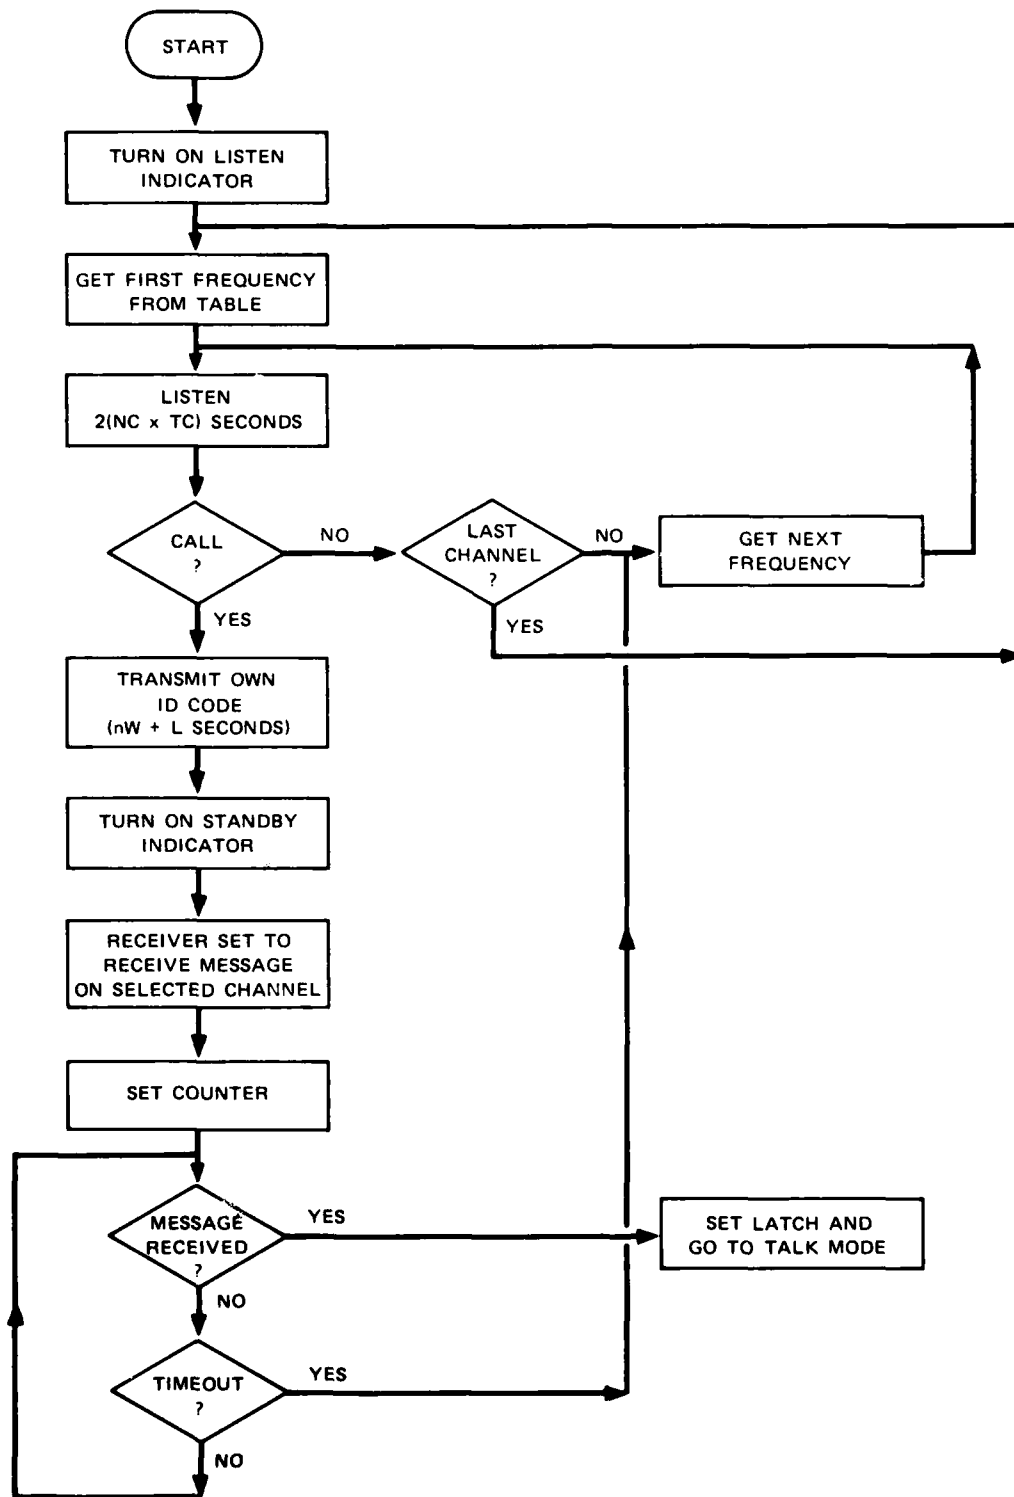 START
TURN ON LISTEN
INDICATOR
GET FIRST FREQUENCY
FROM TABLE
LISTEN
2(NC x TC) SECONDS
CALL
?
NO
LAST
CHANNEL
?
NO
GET NEXT
FREQUENCY
YES
YES
TRANSMIT OWN
ID CODE
(nW + L SECONDS)
TURN ON STANDBY
INDICATOR
RECEIVER SET TO
RECEIVE MESSAGE
ON SELECTED CHANNEL
SET COUNTER
MESSAGE
RECEIVED
?
YES
SET LATCH AND
GO TO TALK MODE
NO
TIMEOUT
?
YES
NO